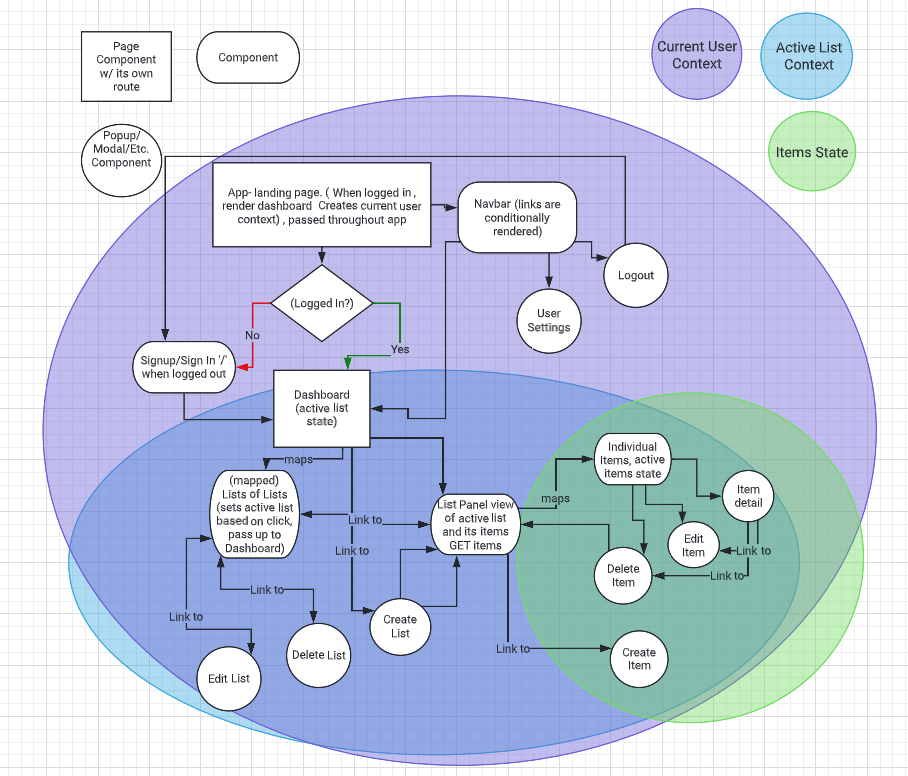 Page
Component
w/ its own
route
Component
Current User
Context
Active List
Context
Popup/
Modal/Etc.
Component
Items State
App- landing page. ( When logged in ,
render dashboard Creates current user
context) , passed throughout app
Navbar (links are
conditionally
rendered)
Logout
(Logged In?)
User
Settings
No
Yes
Signup/Sign In '/'
when logged out
Dashboard
(active list
state)
maps
(mapped)
Lists of Lists
(sets active list
based on click,
pass up to
Dashboard)
Link to
Link to
List Panel view
of active list
and its items
GET items
maps
Individual
Items, active
items state
Item
detail
Edit
Item
Link to
Delete
Item
Link to
Link to
Link to
Create
List
Edit List
Delete List
Link to
Create
Item